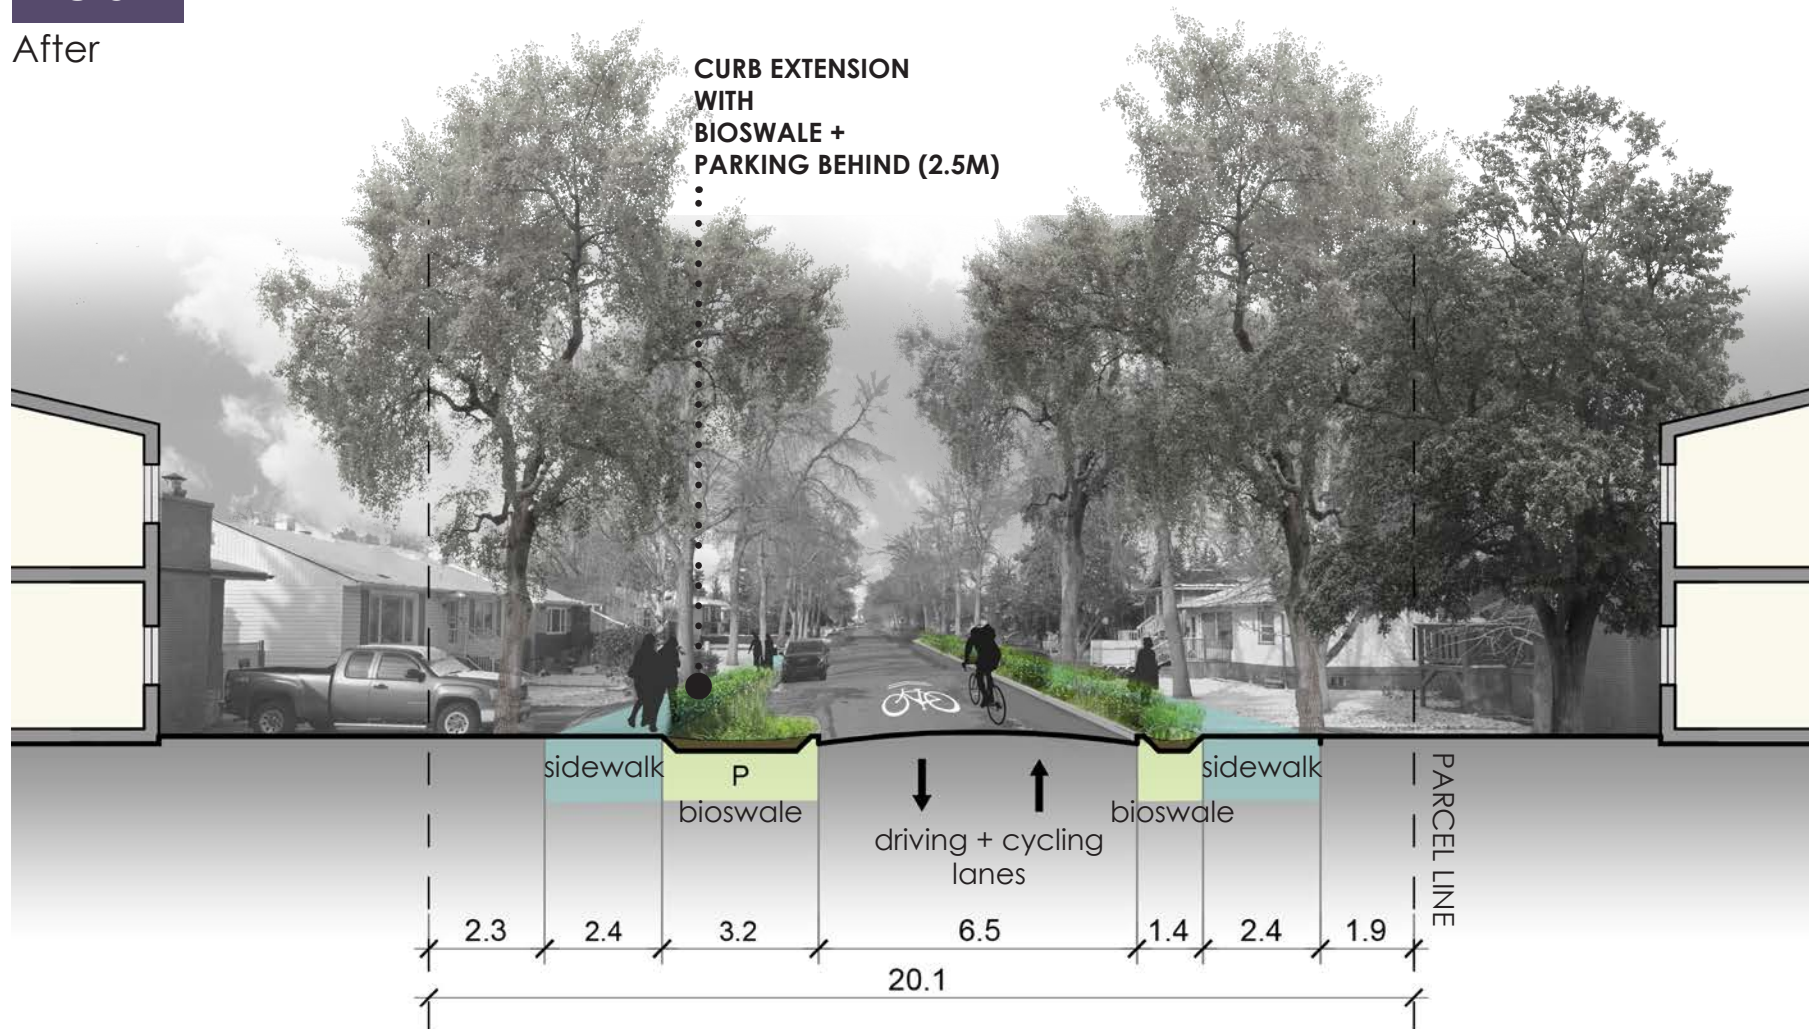 After
CURB EXTENSION
WITH
BIOSWALE +
PARKING BEHIND (2.5M)
sidewalk
P
bioswale
driving + cycling
lanes
bioswale
sidewalk
PARCEL LINE
2.3
2.4
3.2
6.5
1.4
2.4
1.9
20.1